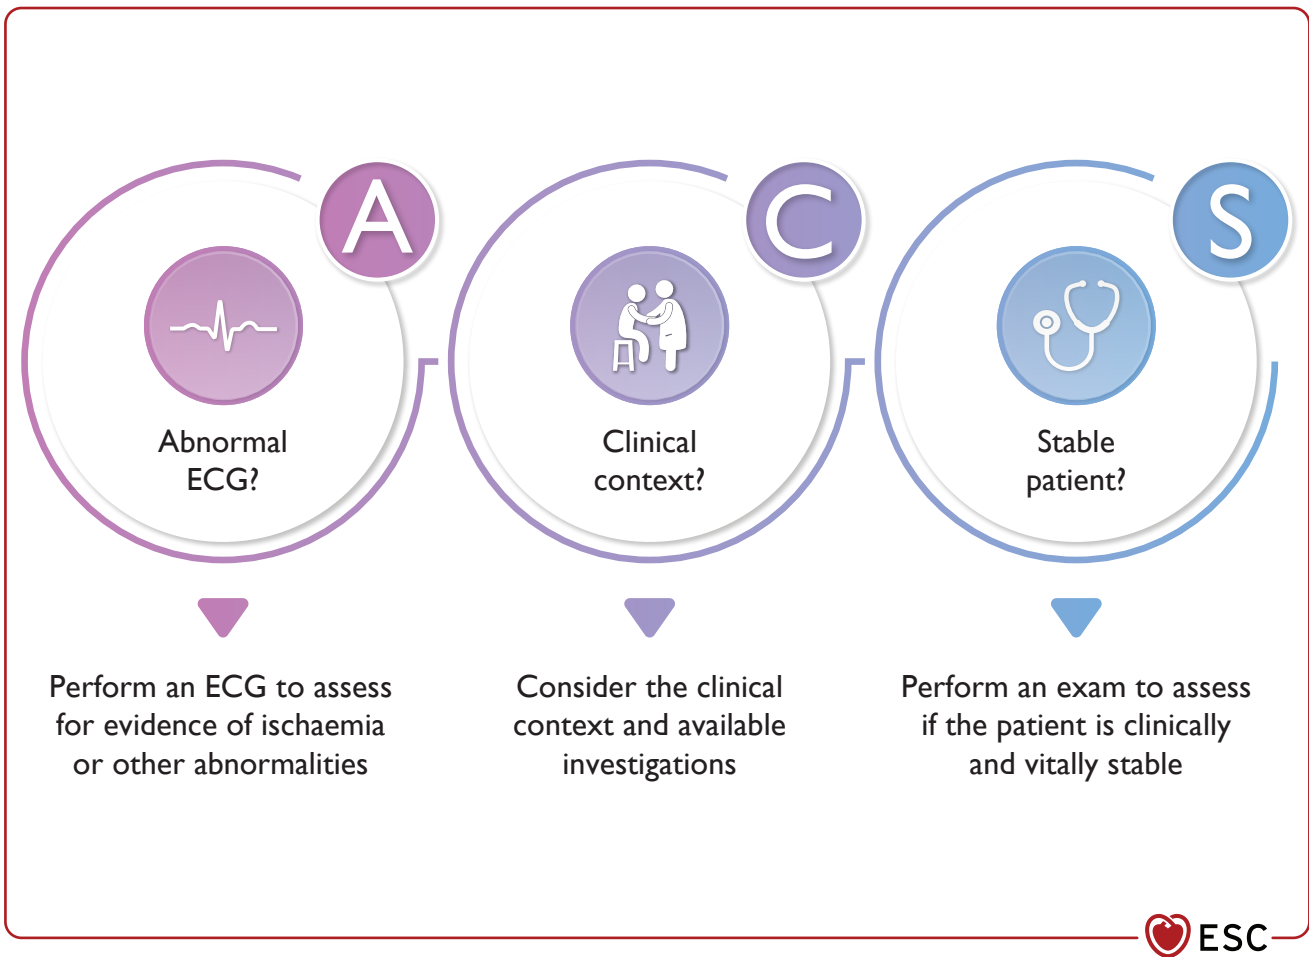 A
Abnormal
ECG?
Perform an ECG to assess
for evidence of ischaemia
or other abnormalities
C
Clinical
context?
Consider the clinical
context and available
investigations
S
Stable
patient?
Perform an exam to assess
if the patient is clinically
and vitally stable
ESC